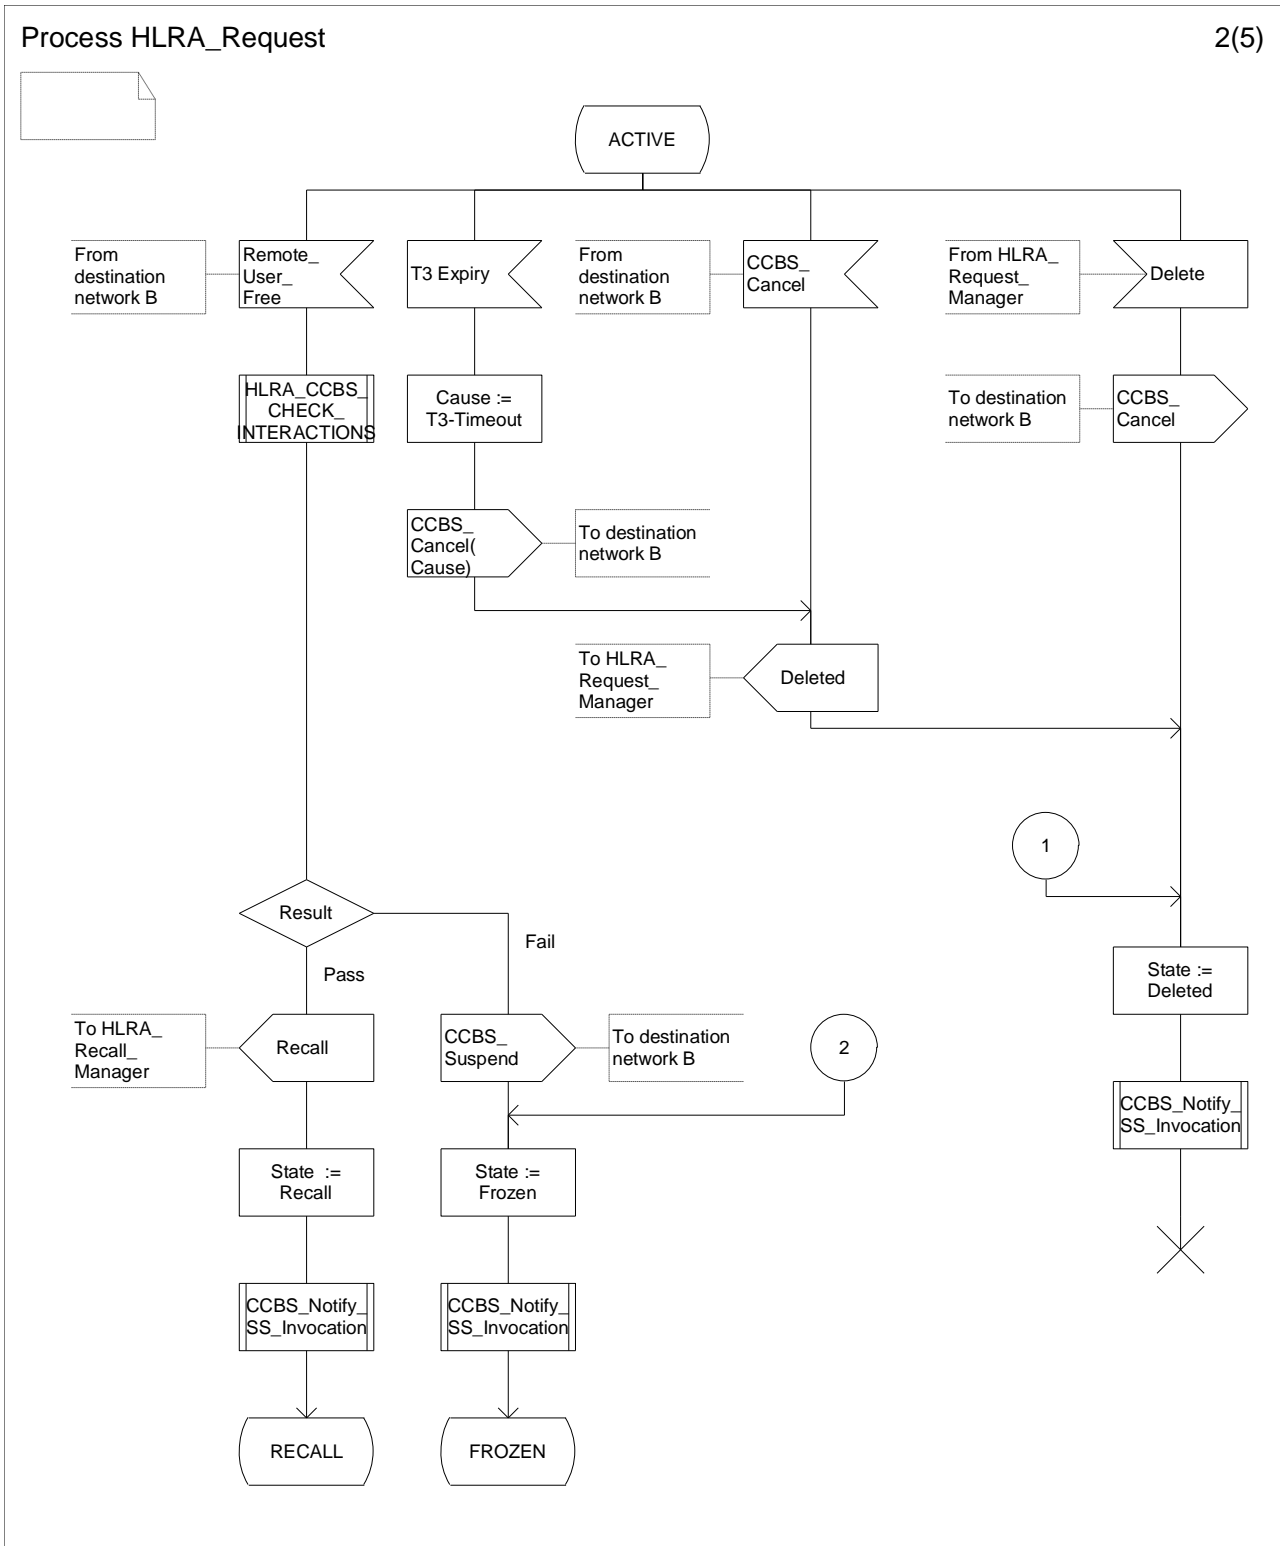 Process HLRA_Request
2(5)
ACTIVE
From
destination
network B
Remote_
User_
Free
T3 Expiry
From
destination
network B
CCBS_
Cancel
From HLRA_
Request_
Manager
Delete
HLRA_CCBS_
CHECK_
INTERACTIONS
Cause :=
T3-Timeout
To destination
network B
CCBS_
Cancel
CCBS_
Cancel(
Cause)
To destination
network B
To HLRA_
Request_
Manager
Deleted
1
Result
Fail
Pass
State :=
Deleted
To HLRA_
Recall_
Manager
Recall
CCBS_
Suspend
To destination
network B
2
CCBS_Notify_
SS_Invocation
State :=
Recall
State :=
Frozen
CCBS_Notify_
SS_Invocation
CCBS_Notify_
SS_Invocation
RECALL
FROZEN